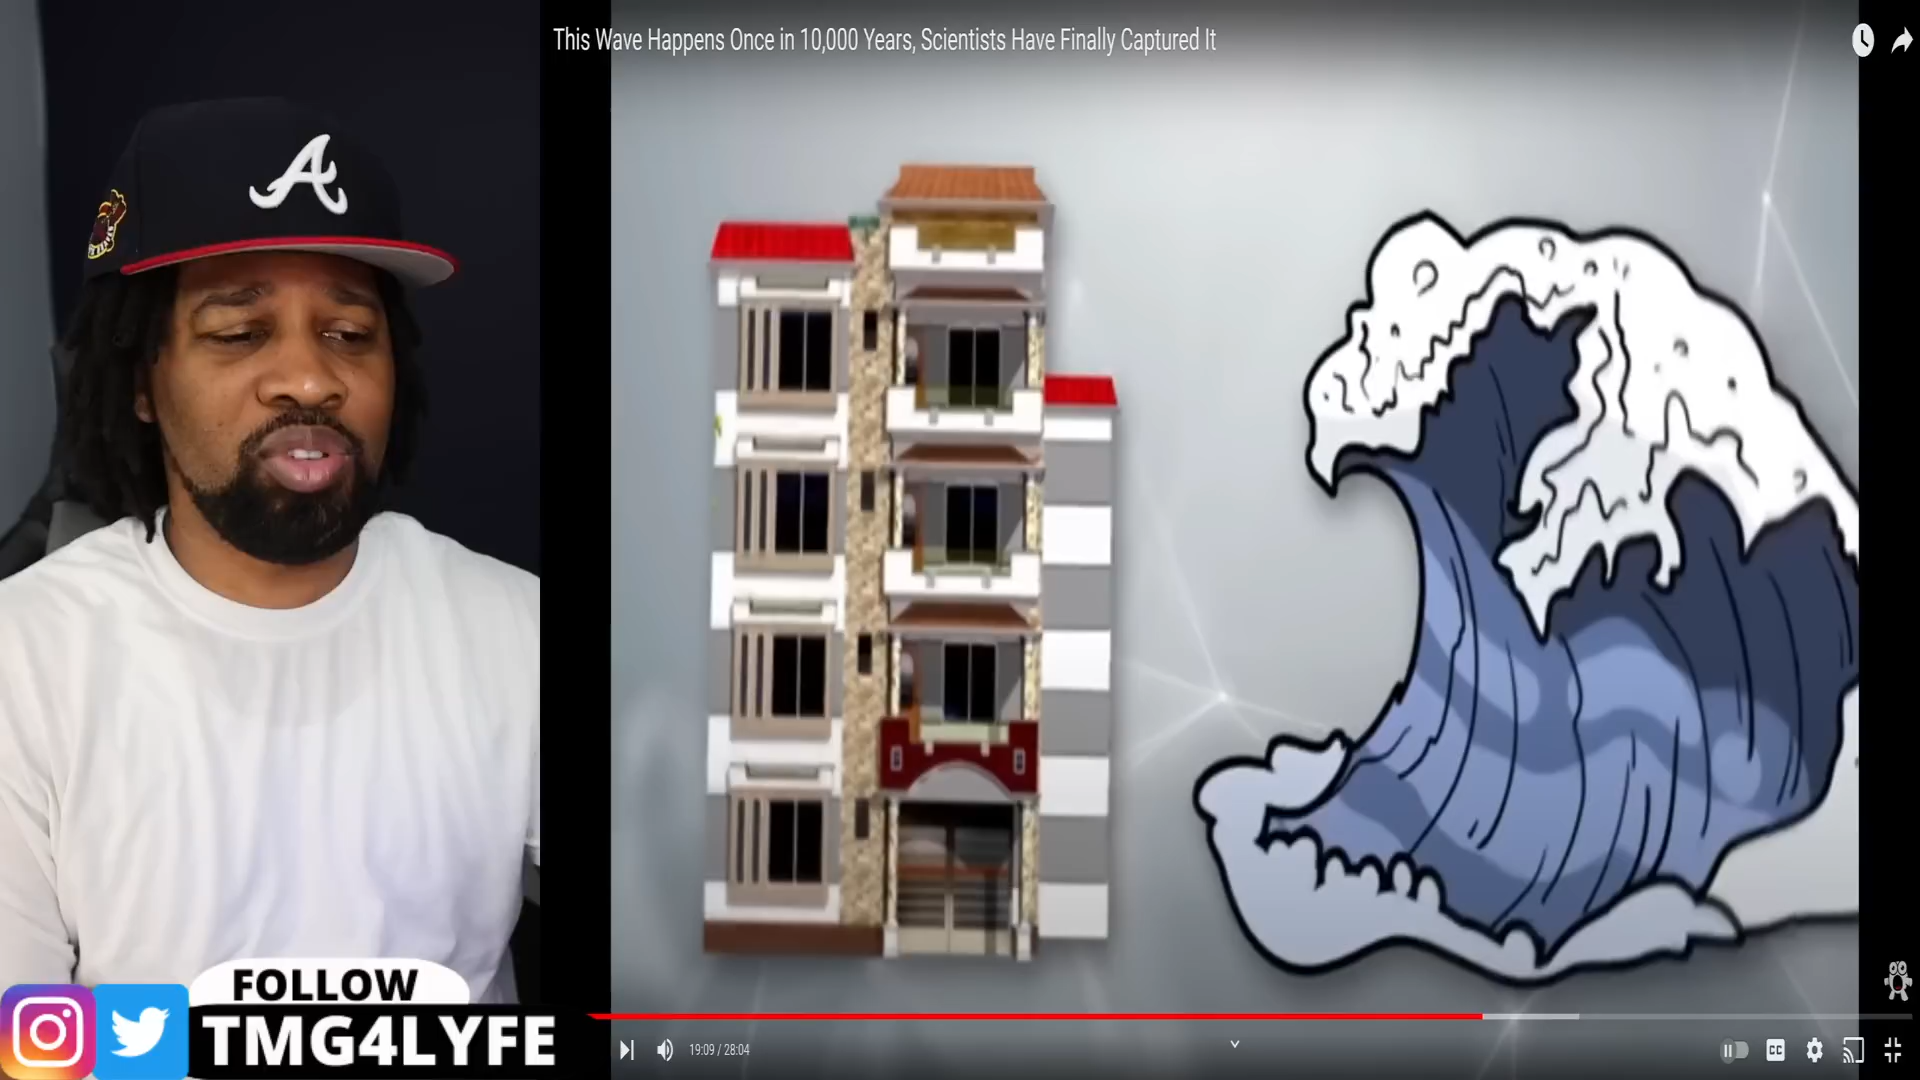 This Wave Happens Once in 10,000 Years, Scientists Have Finally Captured It
A
FOLLOW
TMG4LYFE
19:09 / 28:04
CC